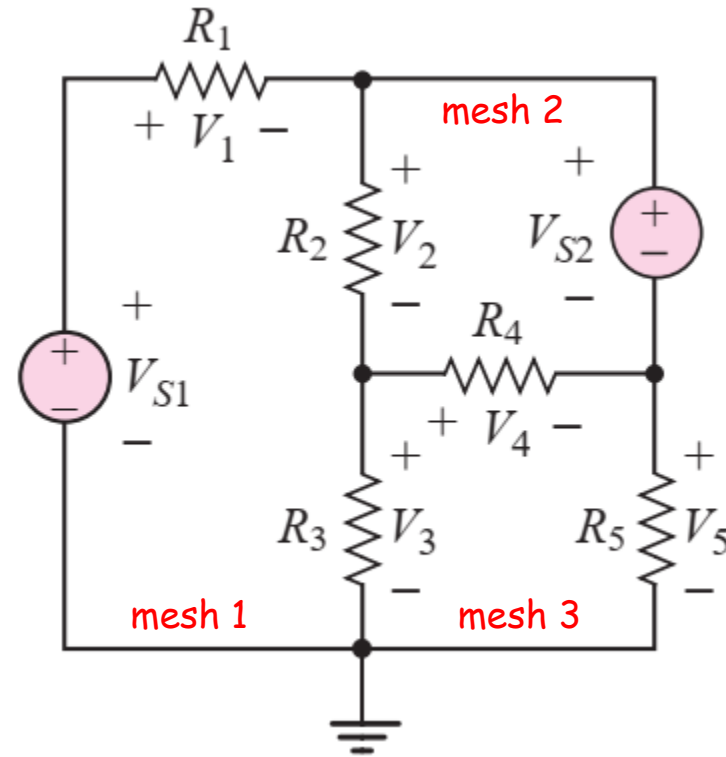 R1
+ V1 −
mesh 2
+ +
R2 V2 VS2 + −
− −
R4
+ + VS1
−
−
+ V4 −
+ +
R3 V3 R5 V5
− −
mesh 1 mesh 3